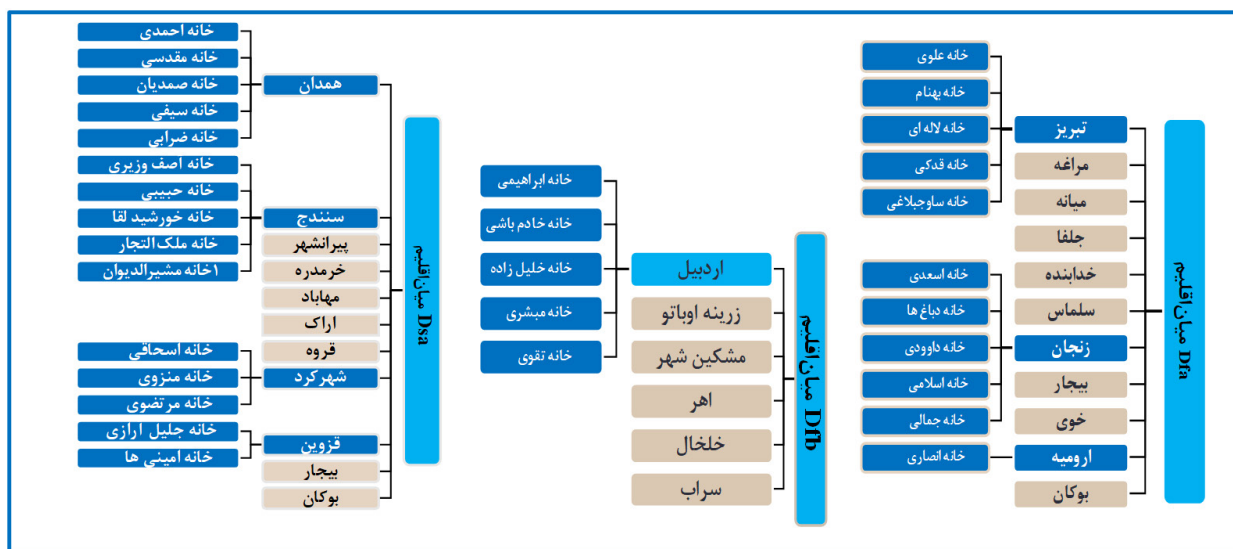 میان‌اقلیم Dfa
تبریز
خانه علوی
خانه بهنام
خانه لاله ای
خانه قدکی
خانه ساوجبلاغی
مراغه
میانه
جلفا
خدابنده
سلماس
زنجان
خانه اسعدی
خانه دباغ ها
خانه داوودی
خانه اسلامی
خانه جمالی
بیجار
خوی
ارومیه
خانه انصاری
بوکان
میان‌اقلیم Dfb
اردبیل
خانه ابراهیمی
خانه خادم باشی
خانه خلیل زاده
خانه مبشری
خانه تقوی
زرینه اوباتو
مشکین شهر
اهر
خلخال
سراب
میان‌اقلیم Dsa
همدان
خانه احمدی
خانه مقدسی
خانه صمدیان
خانه سیفی
خانه ضرابی
سنندج
خانه آصف وزیری
خانه حبیبی
خانه خورشید لقا
خانه ملک‌التجار
۱خانه مشیرالدیوان
پیرانشهر
خرمدره
مهاباد
اراک
قروه
شهرکرد
خانه اسحاقی
خانه منزوی
خانه مرتضوی
قزوین
خانه جلیل آرازی
خانه امینی ها
بیجار
بوکان